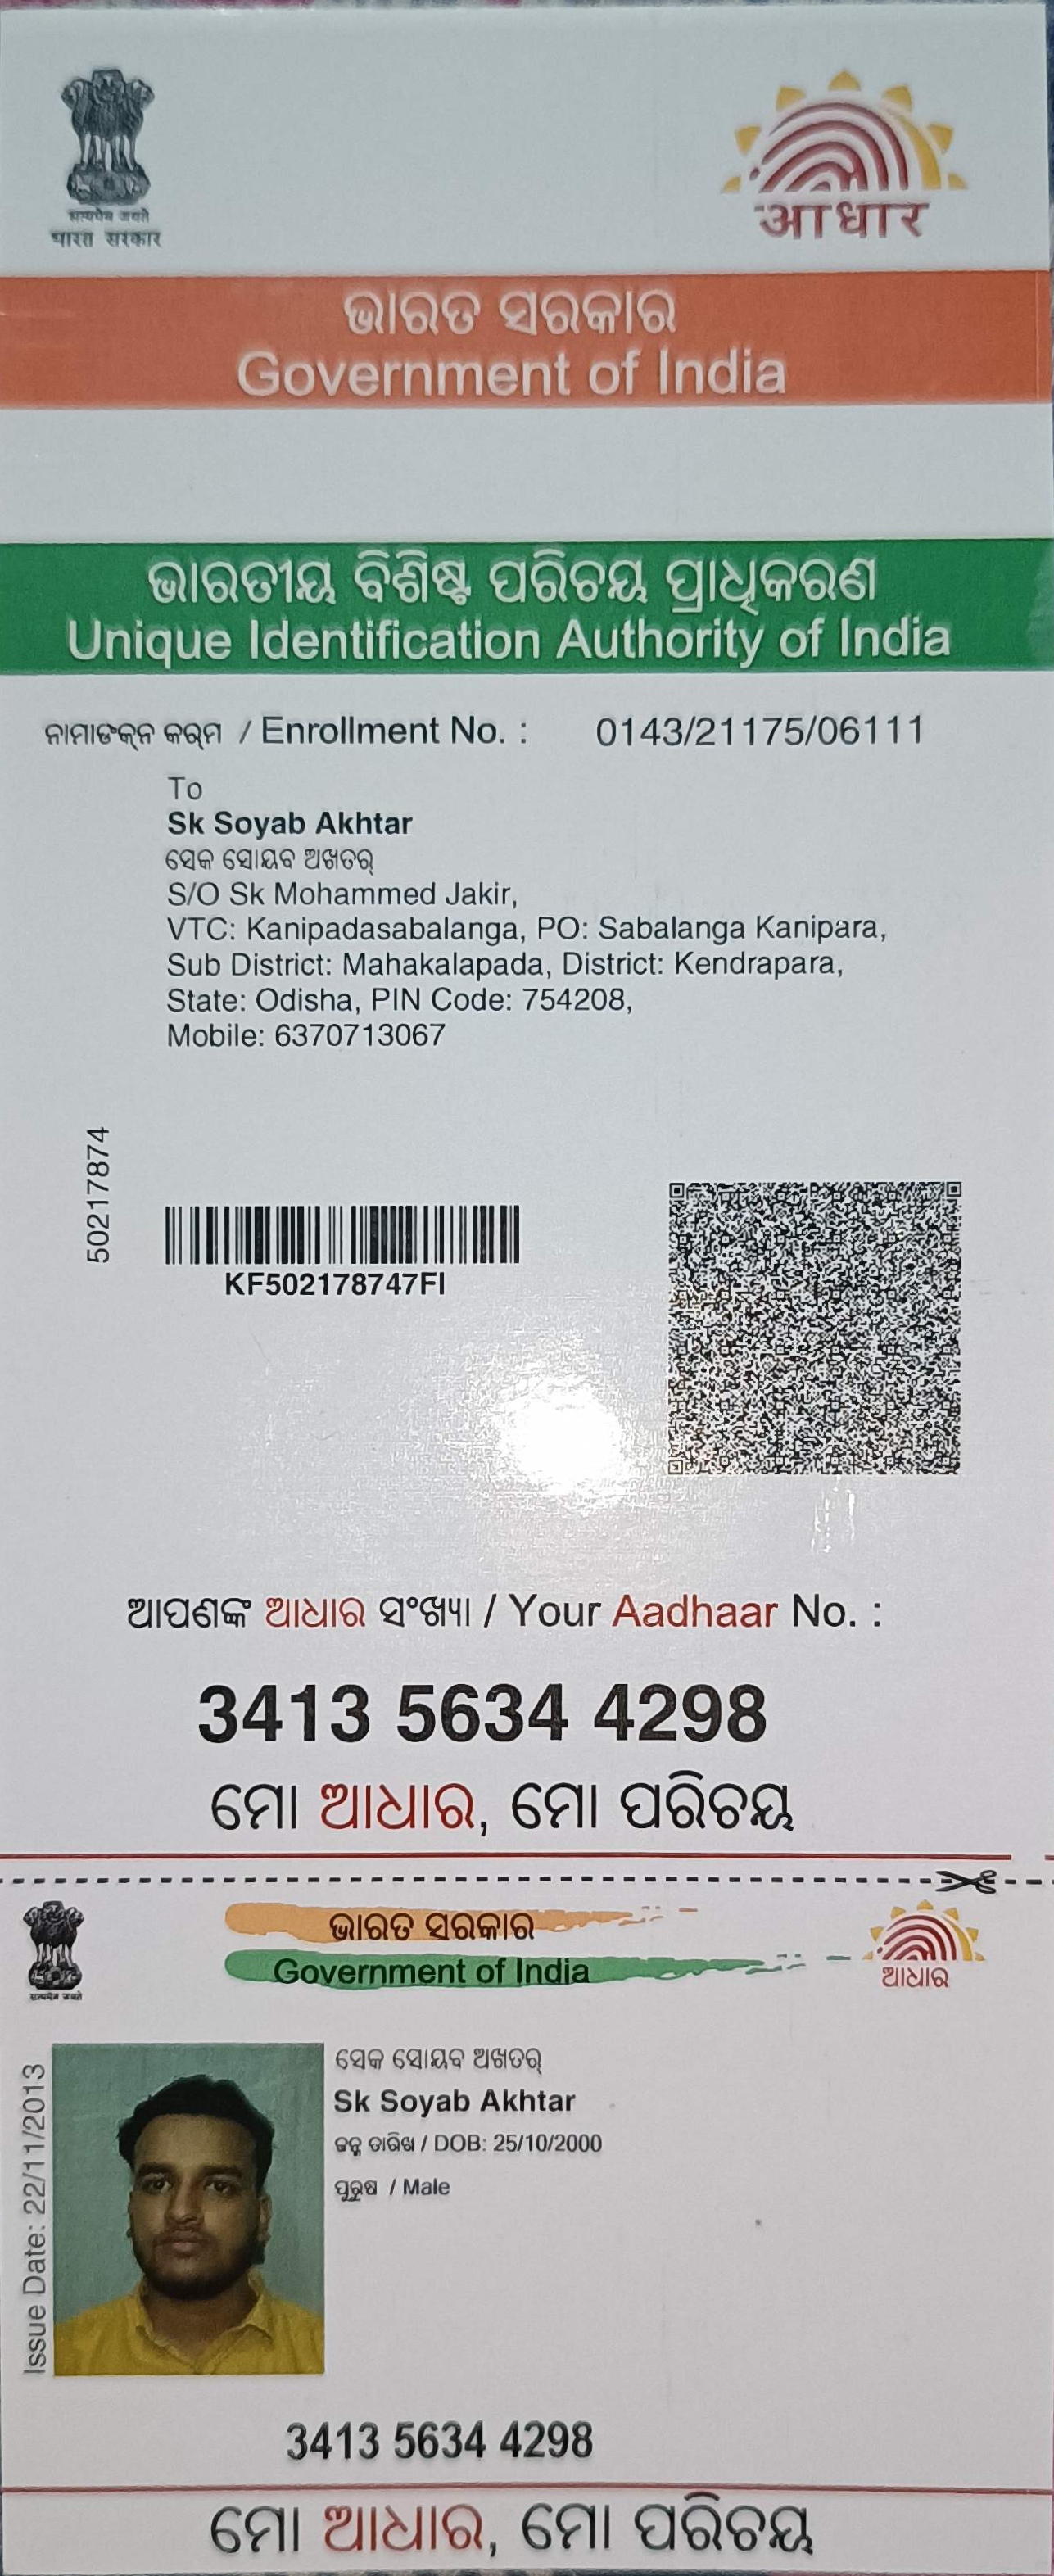 सत्यमेव जयते
भारत सरकार
आधार
ଭାରତ ସରକାର
Government of India
ଭାରତୀୟ ବିଶିଷ୍ଟ ପରିଚୟ ପ୍ରାଧିକରଣ
Unique Identification Authority of India
ନାମାଙ୍କନ କର୍ମ / Enrollment No. : 0143/21175/06111
To
Sk Soyab Akhtar
ସେକ ସୋୟବ ଅଖତର୍
S/O Sk Mohammed Jakir,
VTC: Kanipadasabalanga, PO: Sabalanga Kanipara,
Sub District: Mahakalapada, District: Kendrapara,
State: Odisha, PIN Code: 754208,
Mobile: 6370713067
50217874
KF502178747FI
ଆପଣଙ୍କ ଆଧାର ସଂଖ୍ୟା / Your Aadhaar No. :
3413 5634 4298
ମୋ ଆଧାର, ମୋ ପରିଚୟ
सत्यमेव जयते
ଭାରତ ସରକାର
Government of India
ଆଧାର
Issue Date: 22/11/2013
ସେକ ସୋୟବ ଅଖତର୍
Sk Soyab Akhtar
ଜନ୍ମ ତାରିଖ / DOB: 25/10/2000
ପୁରୁଷ / Male
3413 5634 4298
ମୋ ଆଧାର, ମୋ ପରିଚୟ